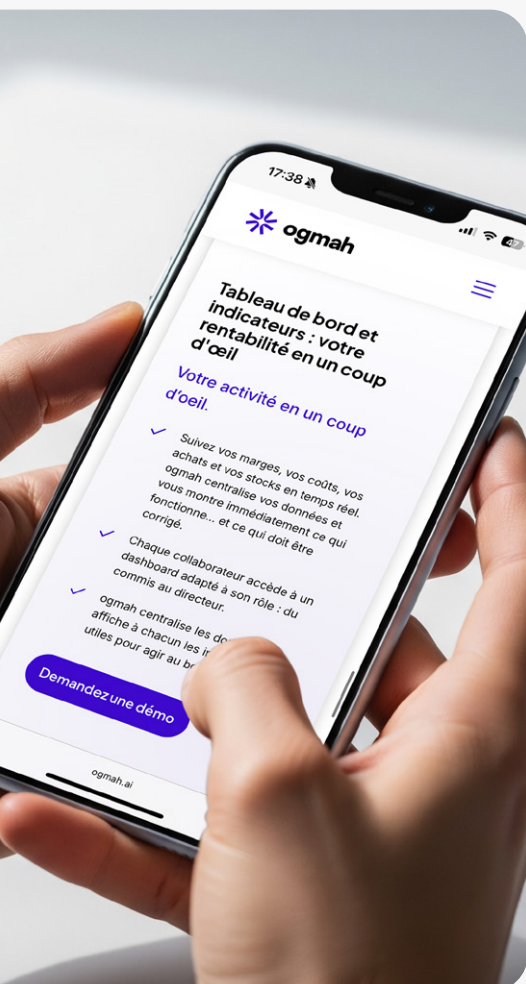 17:38
47
ogmah
Tableau de bord et
indicateurs : votre
rentabilité en un coup
d'œil
Votre activité en un coup
d'oeil.
Suivez vos marges, vos coûts, vos
achats et vos stocks en temps réel.
ogmah centralise vos données et
vous montre immédiatement ce qui
fonctionne... et ce qui doit être
corrigé.
Chaque collaborateur accède à un
dashboard adapté à son rôle : du
commis au directeur.
ogmah centralise les
affiche à chacun les
utiles pour agir au
Demandez une démo
ogmah.ai